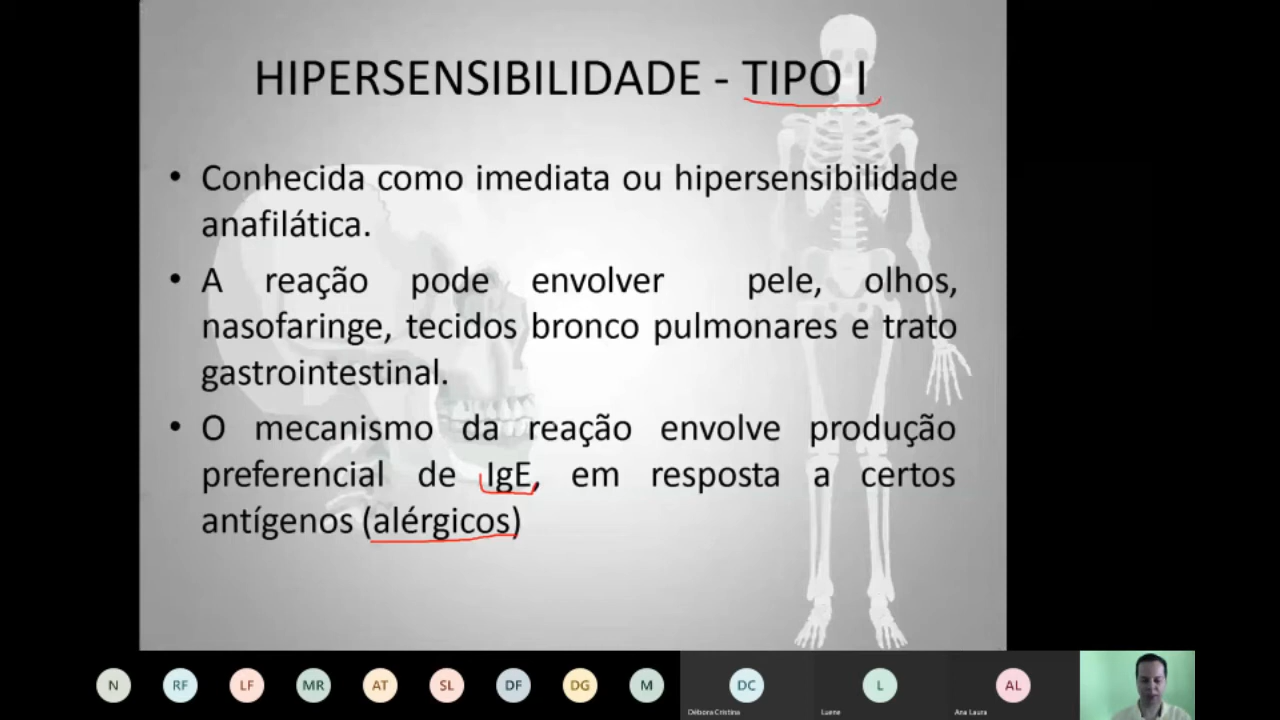 HIPERSENSIBILIDADE - TIPO I
• Conhecida como imediata ou hipersensibilidade
anafilática.
• A reação pode envolver pele, olhos,
nasofaringe, tecidos bronco pulmonares e trato
gastrointestinal.
• O mecanismo da reação envolve produção
preferencial de IgE, em resposta a certos
antígenos (alérgicos)
N RF LF MR AT SL DF DG M DC L AL
Débora Cristina Luene Ana Laura